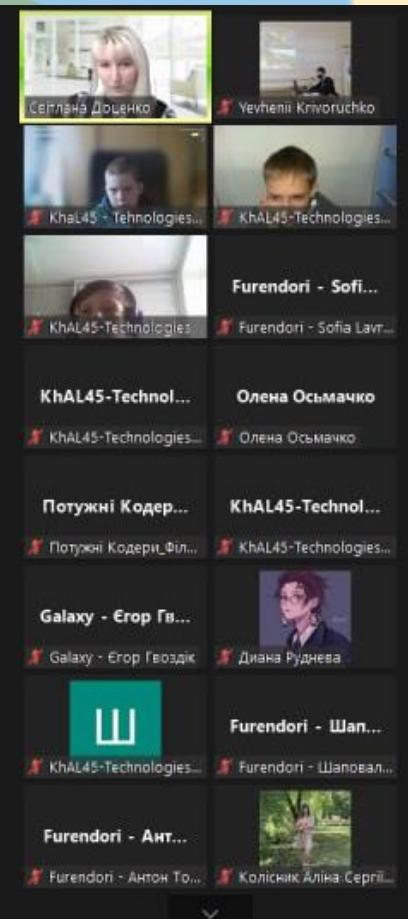 Світлана Доценко
Yevhenii Krivoruchko
KhaL45 - Tehnologies...
KhAL45-Technologies...
KhAL45-Technologies
Furendori - Sofi...
Furendori - Sofia Lavr...
KhAL45-Technol...
KhAL45-Technologies...
Олена Осьмачко
Олена Осьмачко
Потужні Кодер...
Потужні Кодери_Філ...
KhAL45-Technol...
KhAL45-Technologies...
Galaxy - Єгор Гв...
Galaxy - Єгор Гвоздік
Диана Руднева
Ш
KhAL45-Technologies...
Furendori - Шап...
Furendori - Шаповал...
Furendori - Ант...
Furendori - Антон То...
Колісник Аліна Сергії...